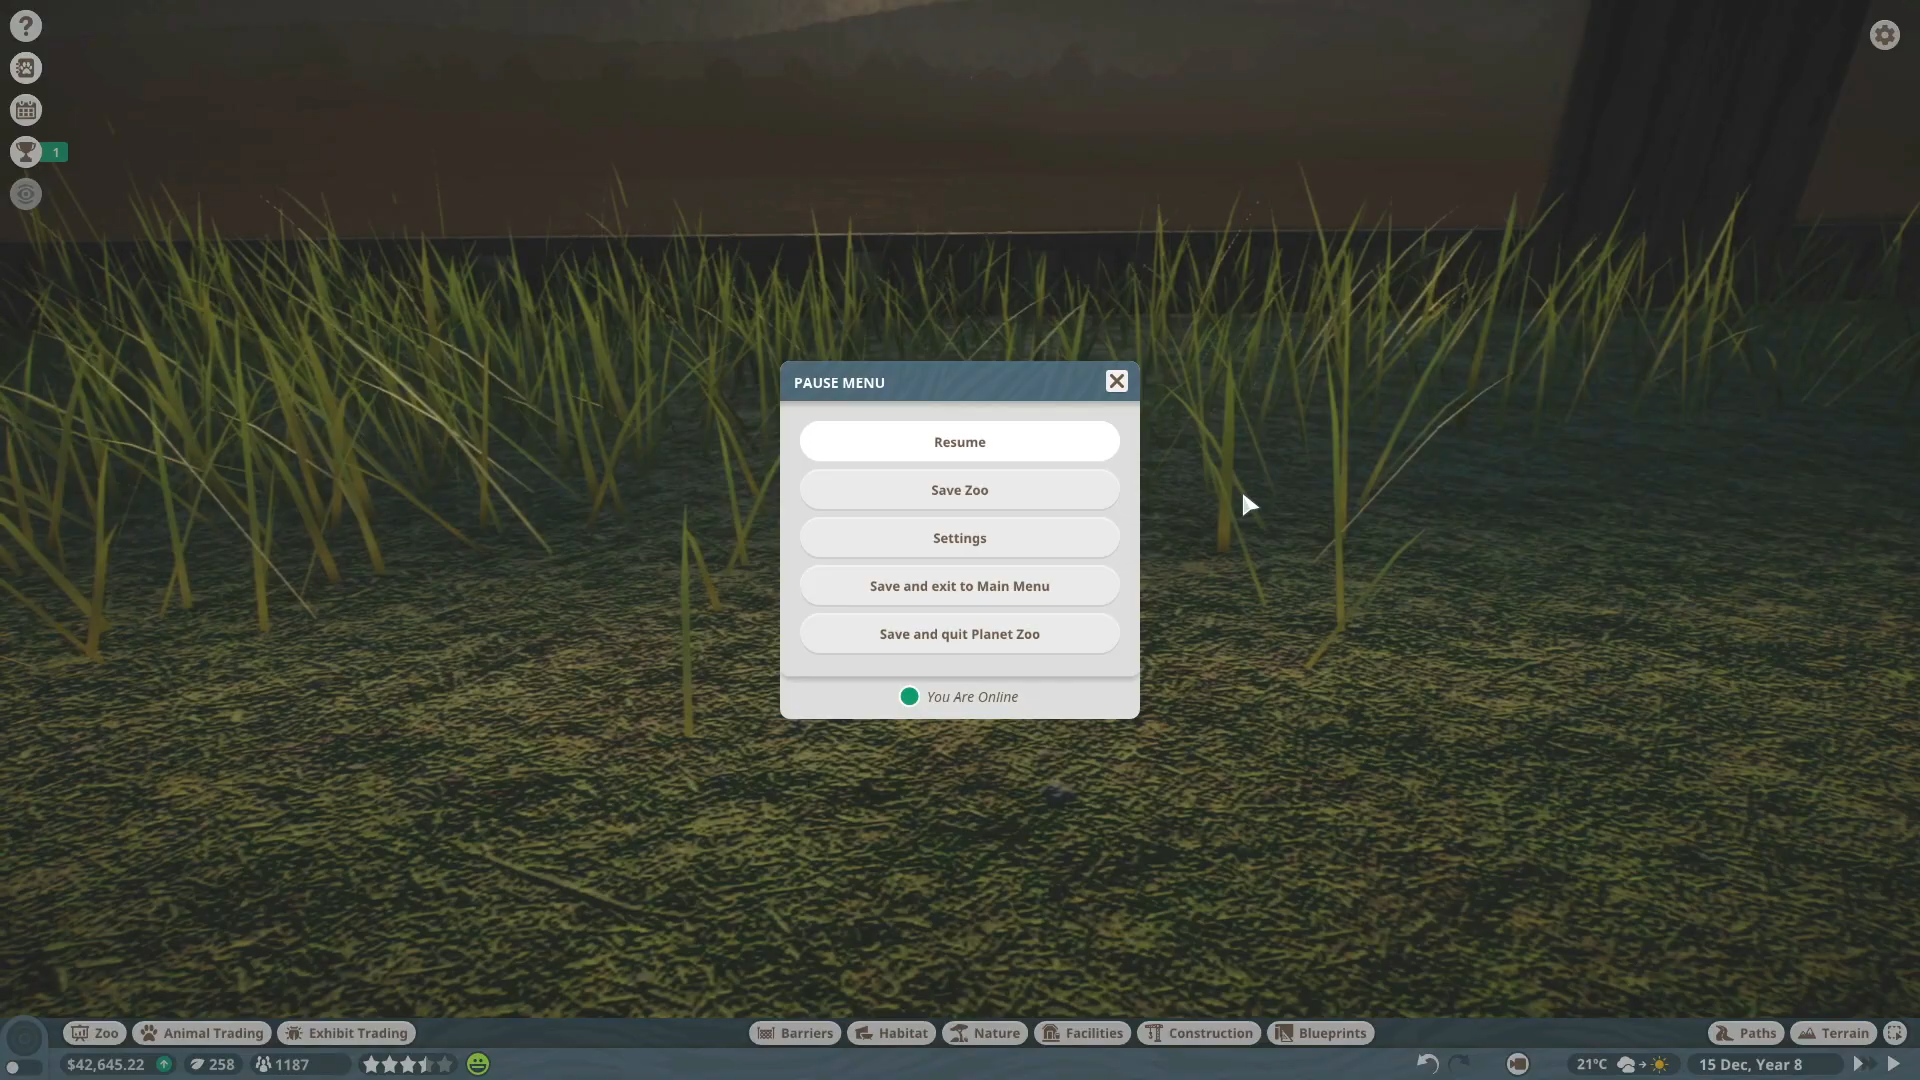 ?
1
PAUSE MENU
Resume
Save Zoo
Settings
Save and exit to Main Menu
Save and quit Planet Zoo
You Are Online
Zoo
Animal Trading
Exhibit Trading
Barriers
Habitat
Nature
Facilities
Construction
Blueprints
Paths
Terrain
$42,645.22
258
1187
21°C
15 Dec, Year 8